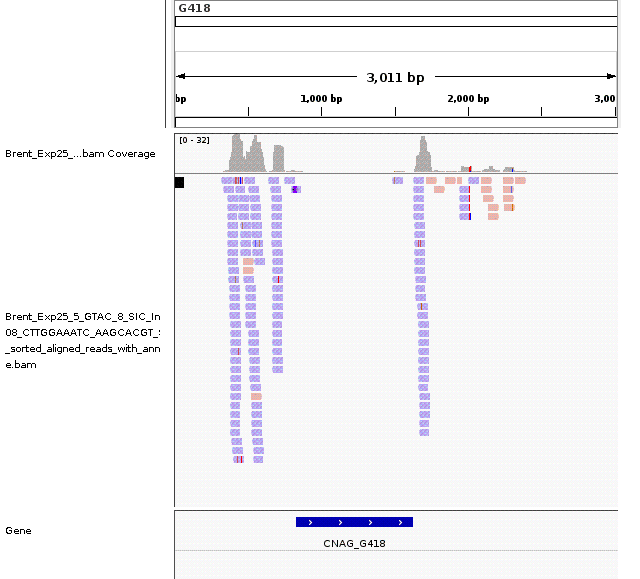 G418
3,011 bp
bp
1,000 bp
2,000 bp
3,00
[0 - 32]
Brent_Exp25_...bam Coverage
Brent_Exp25_5_GTAC_8_SIC_In
08_CTTGGAAATC_AAGCACGT_
_sorted_aligned_reads_with_ann
e.bam
Gene
CNAG_G418